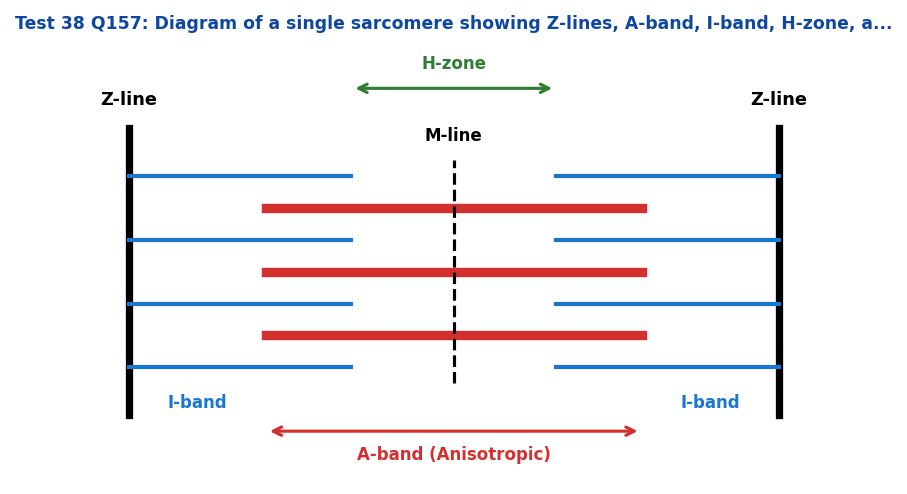 Test 38 Q157: Diagram of a single sarcomere showing Z-lines, A-band, I-band, H-zone, a...
H-zone
Z-line
Z-line
M-line
I-band
I-band
A-band (Anisotropic)